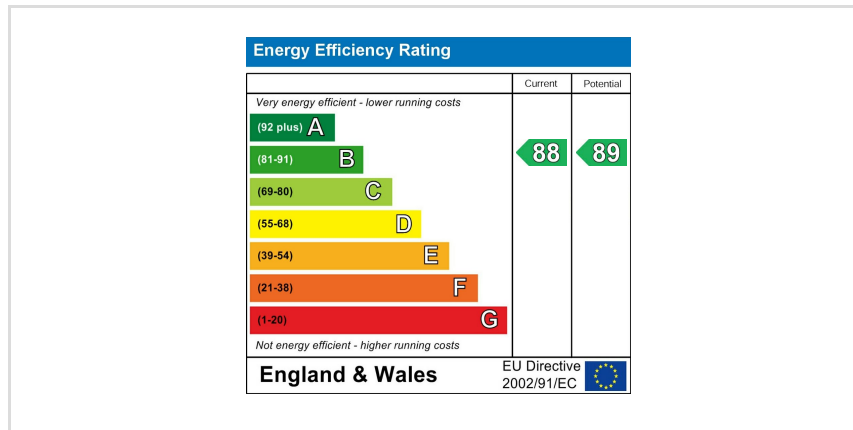 Energy Efficiency Rating
Current Potential
Very energy efficient - lower running costs
(92 plus) A
(81-91) B 88 89
(69-80) C
(55-68) D
(39-54) E
(21-38) F
(1-20) G
Not energy efficient - higher running costs
England & Wales
EU Directive
2002/91/EC